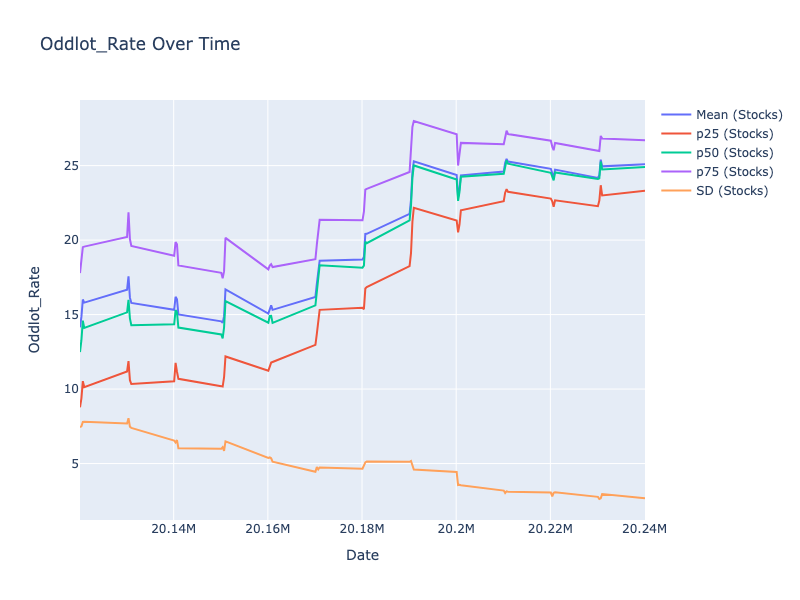 Oddlot_Rate Over Time
Mean (Stocks)
p25 (Stocks)
p50 (Stocks)
p75 (Stocks)
SD (Stocks)
Oddlot_Rate
25
20
15
10
5
20.14M
20.16M
20.18M
20.2M
20.22M
20.24M
Date